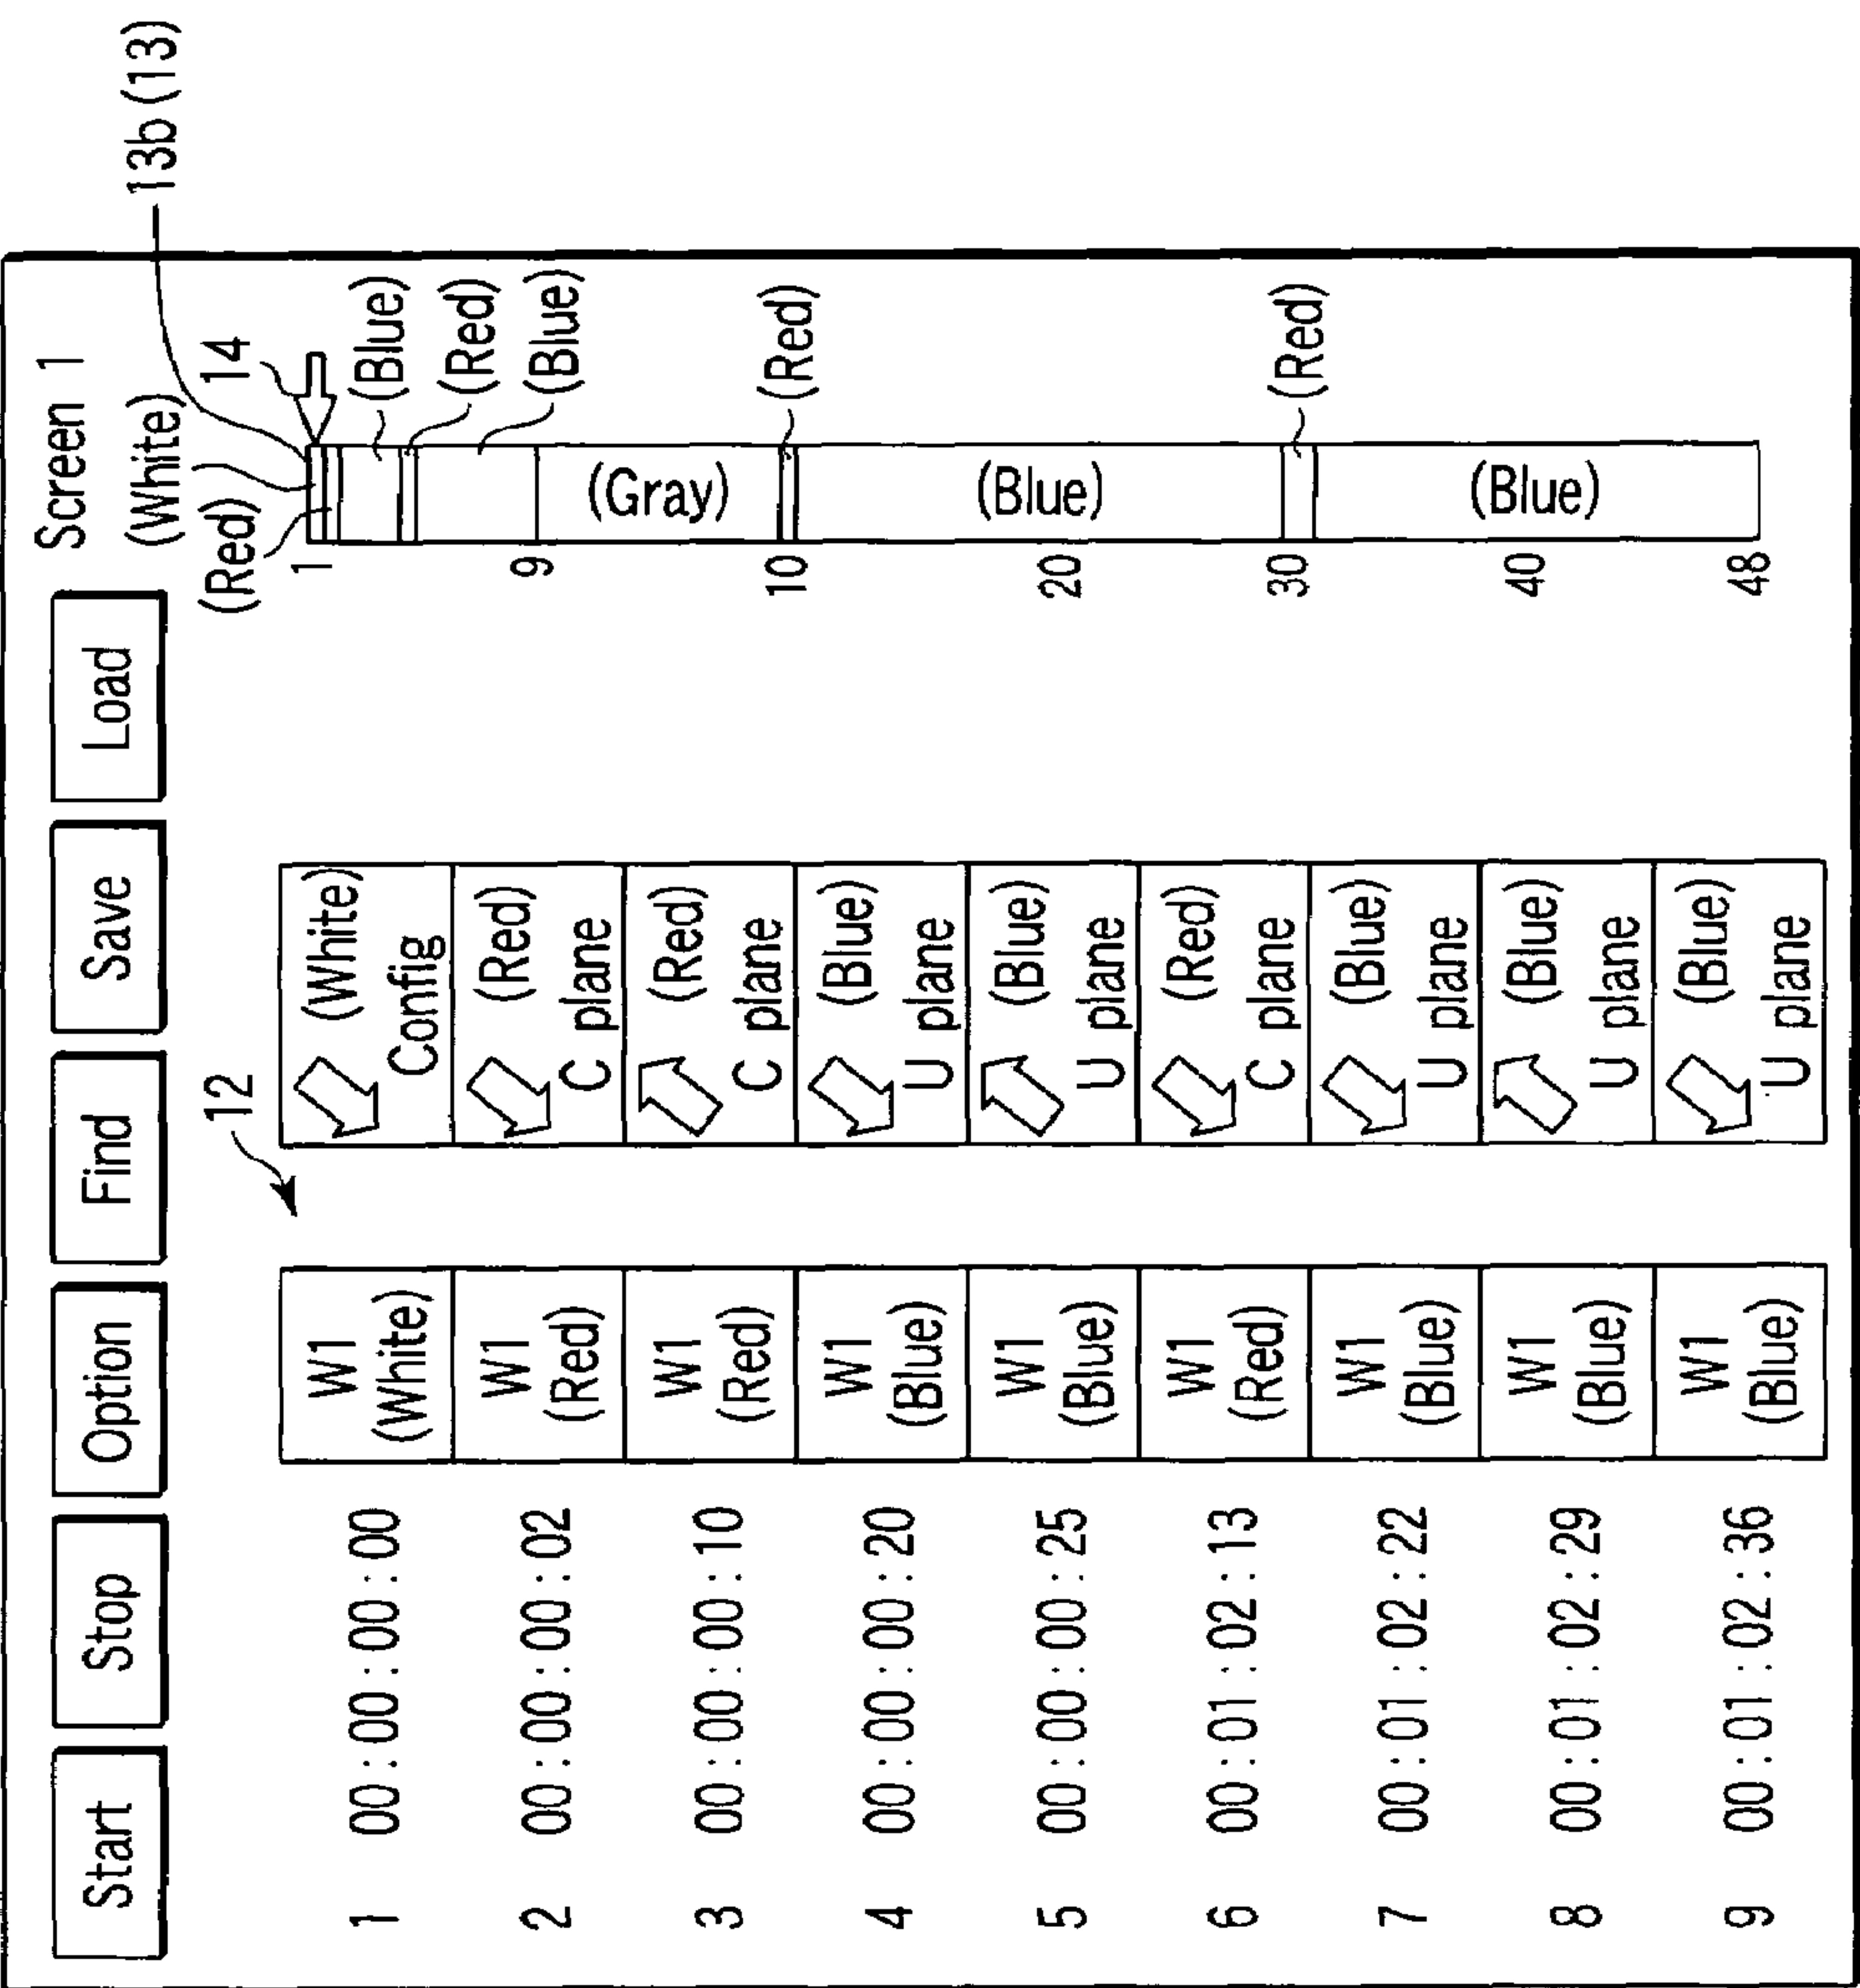 Start Stop Option Find Save Load Screen 1
12
(White)
13b (13)
(Red)
14
1 00 : 00 : 00 : 00 W1 (White) (White) Config
2 00 : 00 : 00 : 02 W1 (Red) (Red) C plane
3 00 : 00 : 00 : 10 W1 (Red) (Red) C plane
4 00 : 00 : 00 : 20 W1 (Blue) (Blue) U plane
5 00 : 00 : 00 : 25 W1 (Blue) (Blue) U plane
6 00 : 01 : 02 : 13 W1 (Red) (Red) C plane
7 00 : 01 : 02 : 22 W1 (Blue) (Blue) U plane
8 00 : 01 : 02 : 29 W1 (Blue) (Blue) U plane
9 00 : 01 : 02 : 36 W1 (Blue) (Blue) U plane
1
(Blue)
(Red)
9 (Blue)
(Gray)
10 (Red)
20 (Blue)
30 (Red)
40 (Blue)
48